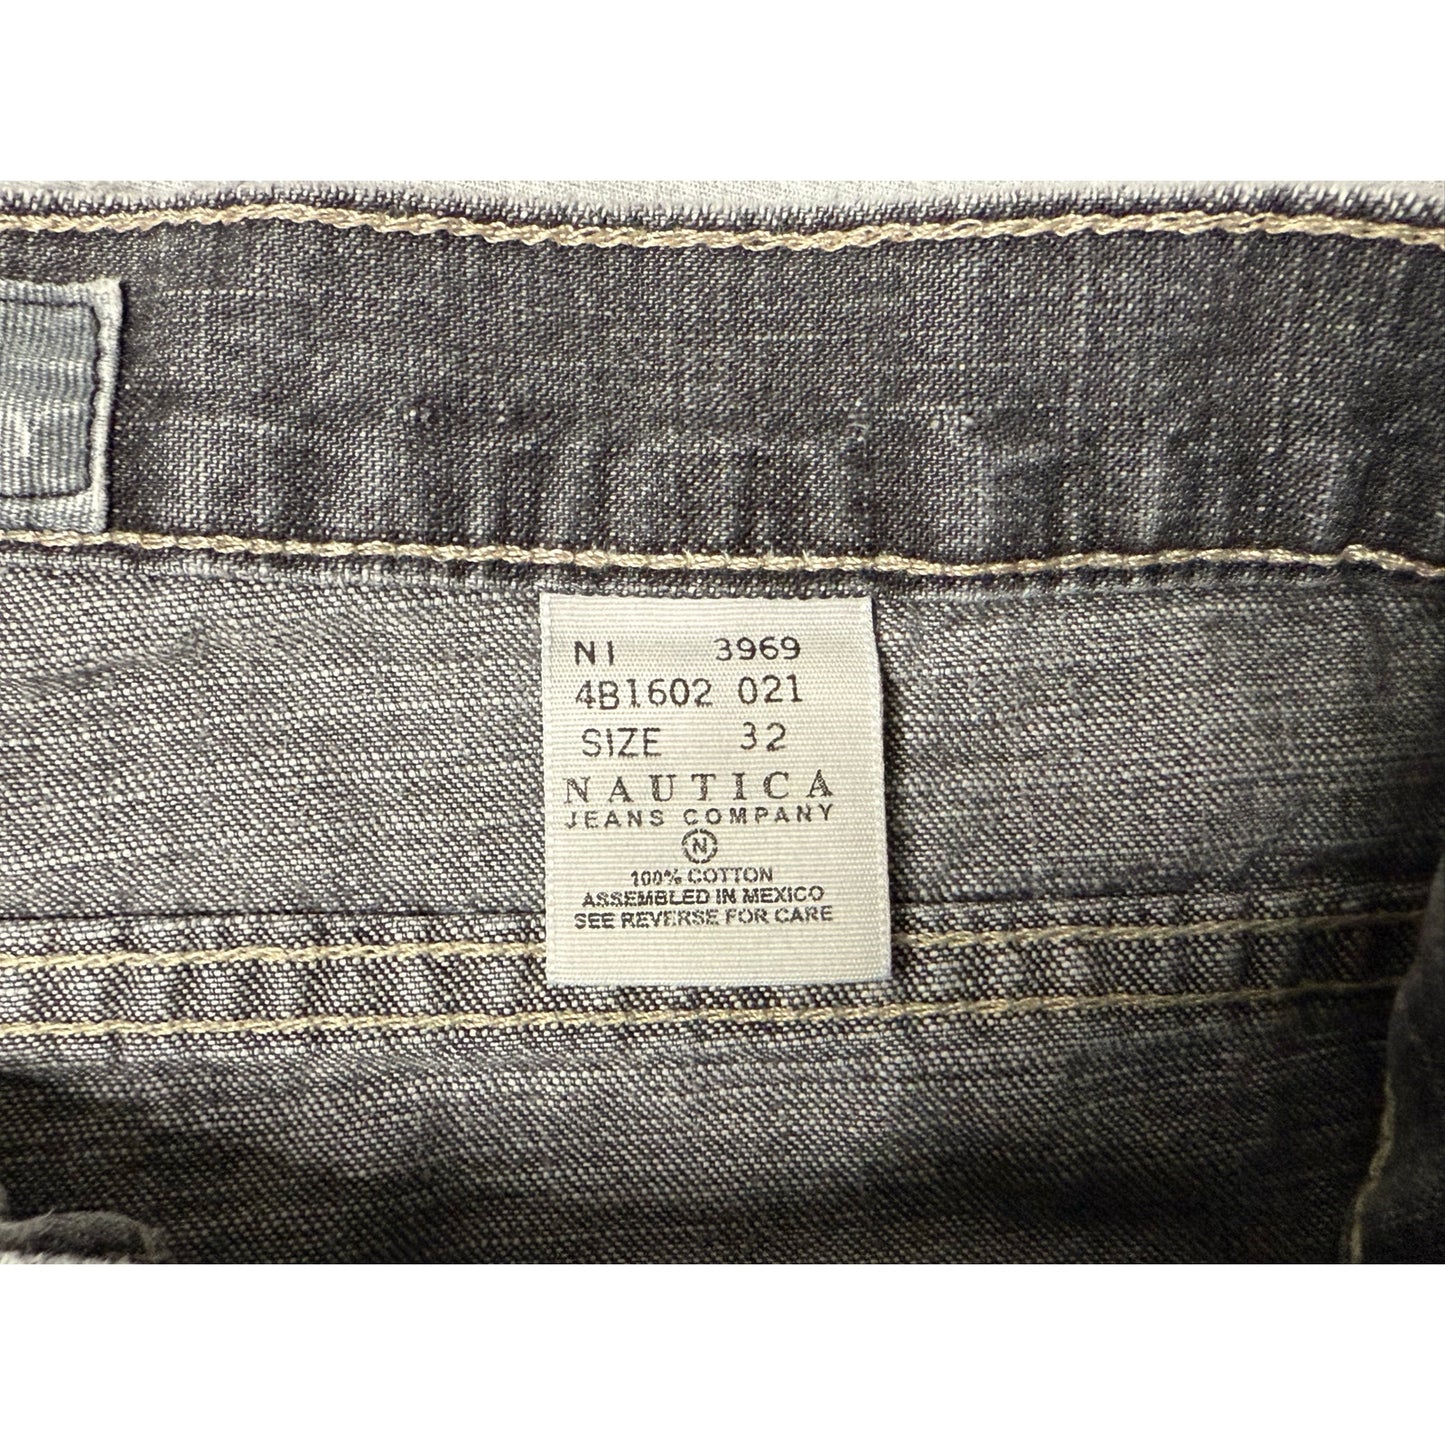 NI 3969
4B1602 021
SIZE 32
NAUTICA
JEANS COMPANY
N
100% COTTON
ASSEMBLED IN MEXICO
SEE REVERSE FOR CARE